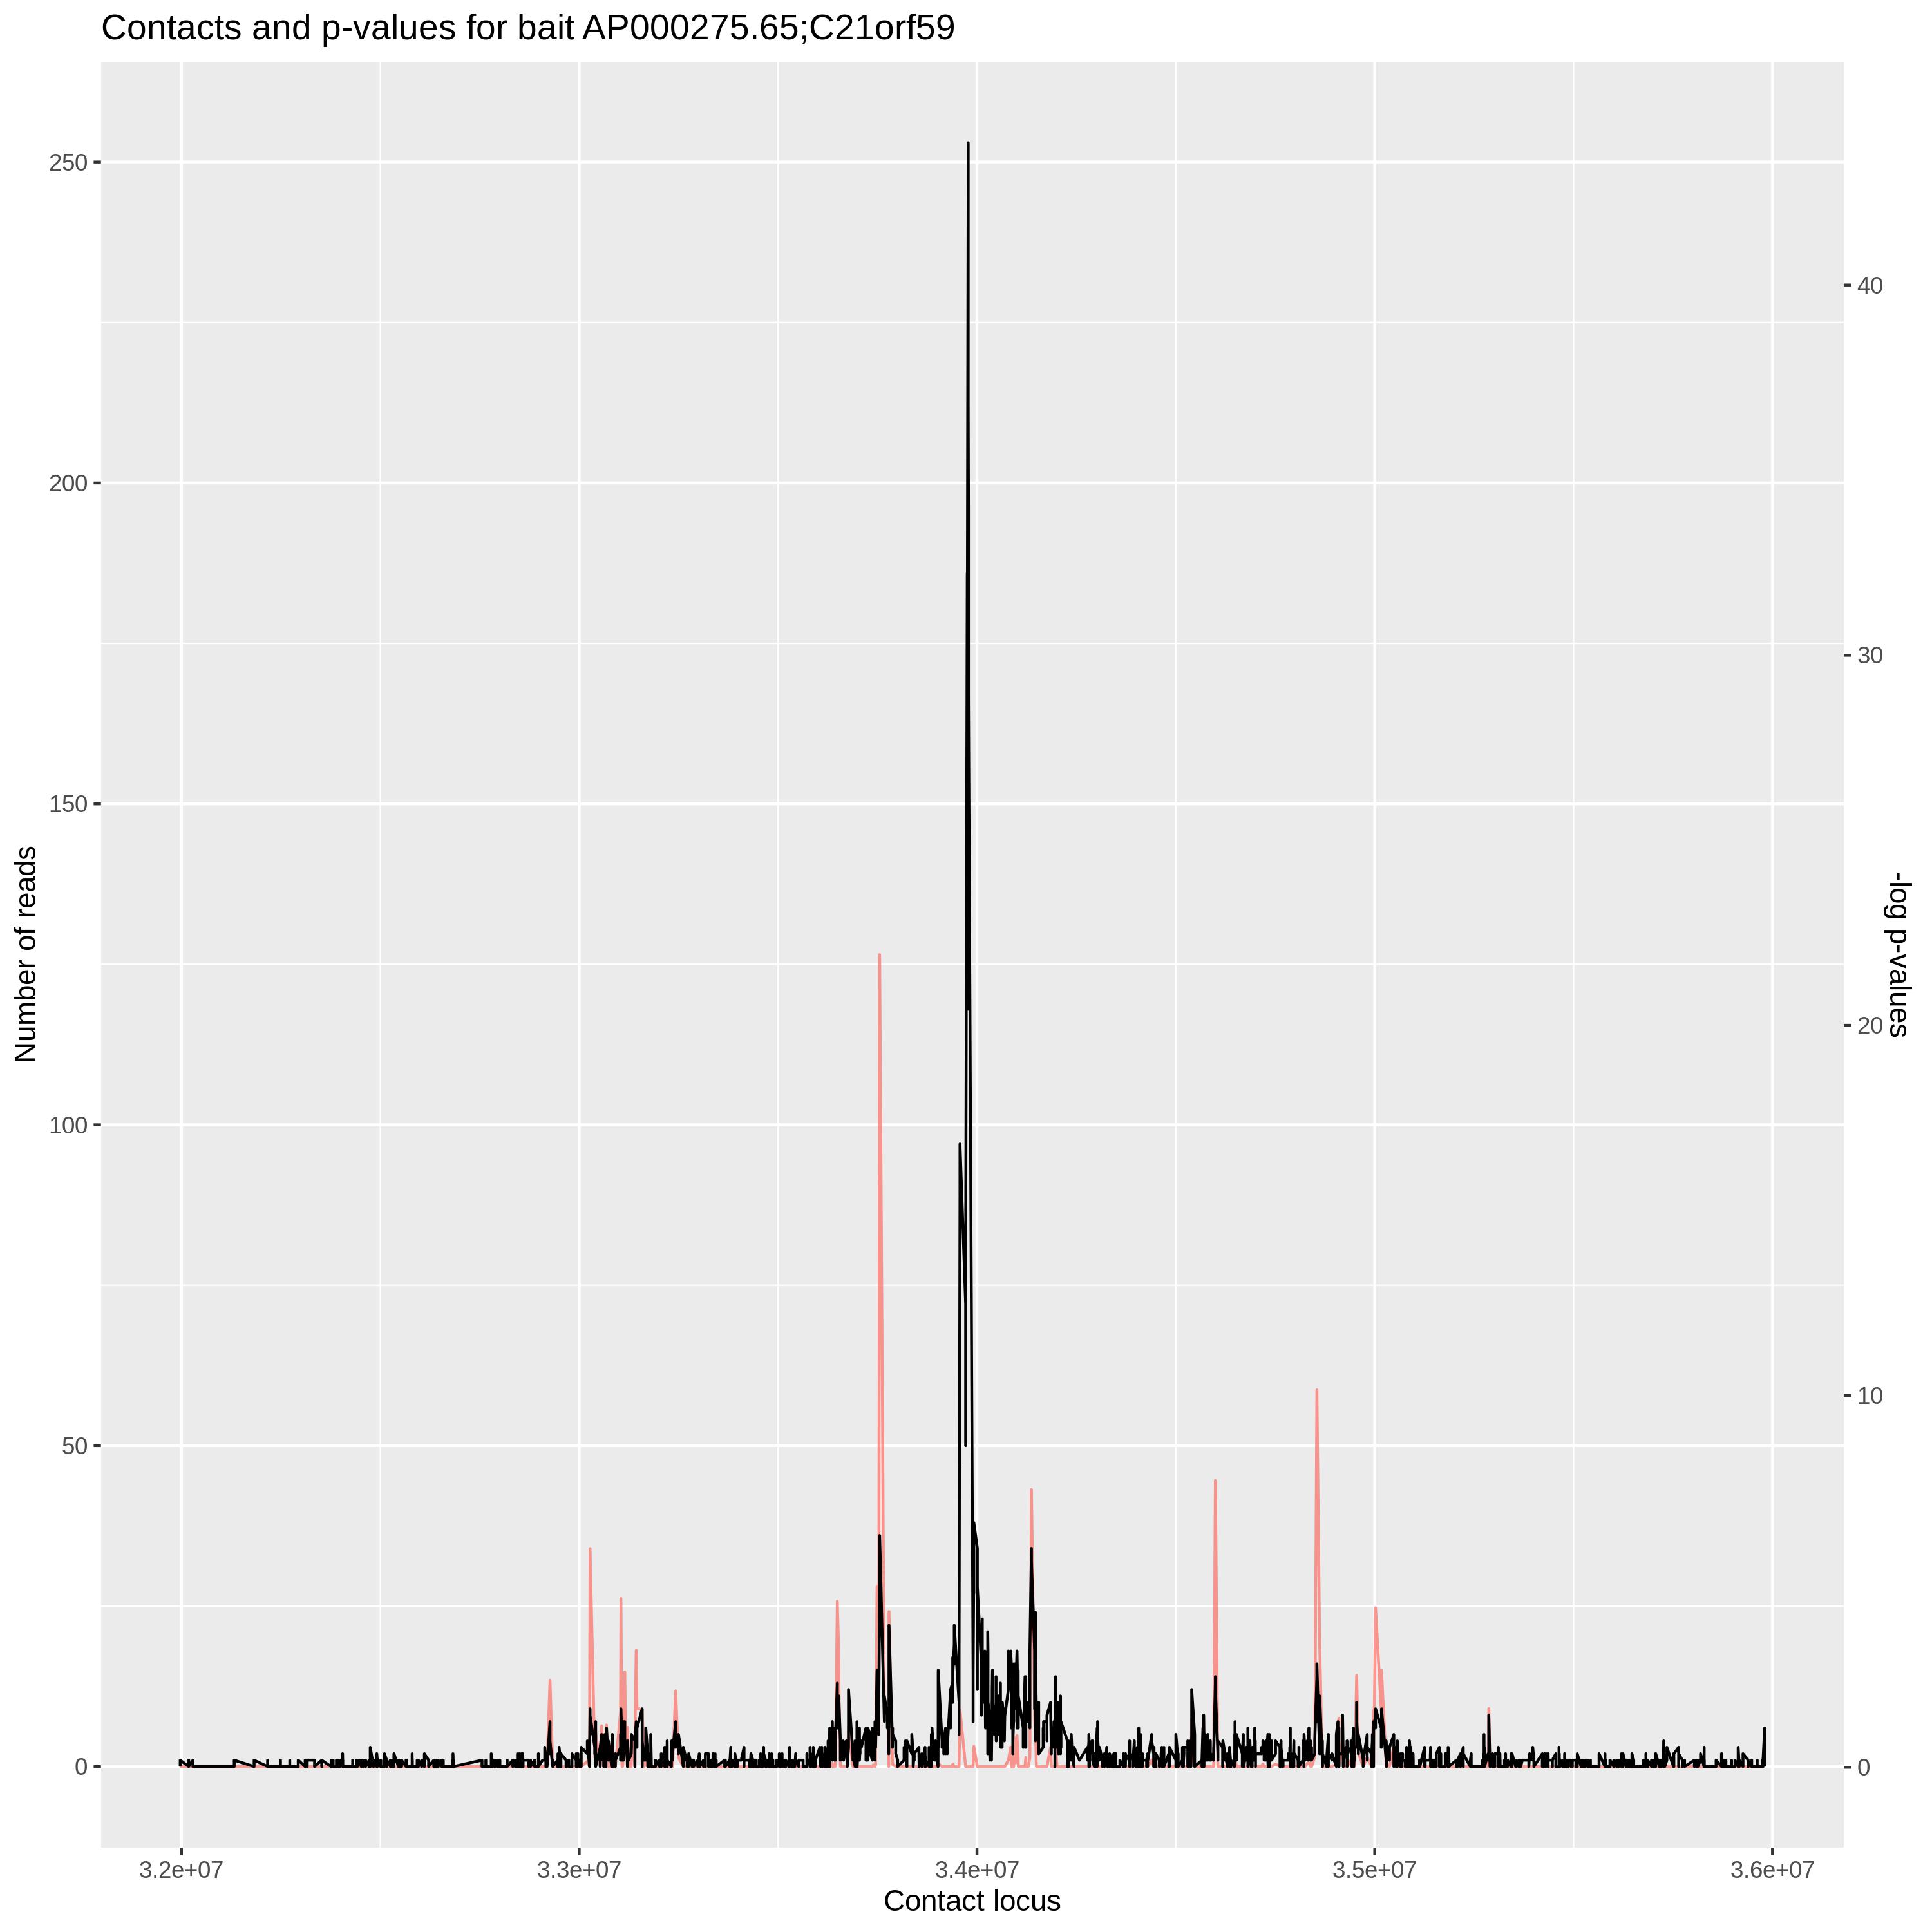 Contacts and p-values for bait AP000275.65;C21orf59
250
200
150
100
50
0
Number of reads
40
30
20
10
0
-log p-values
3.2e+07 3.3e+07 3.4e+07 3.5e+07 3.6e+07
Contact locus